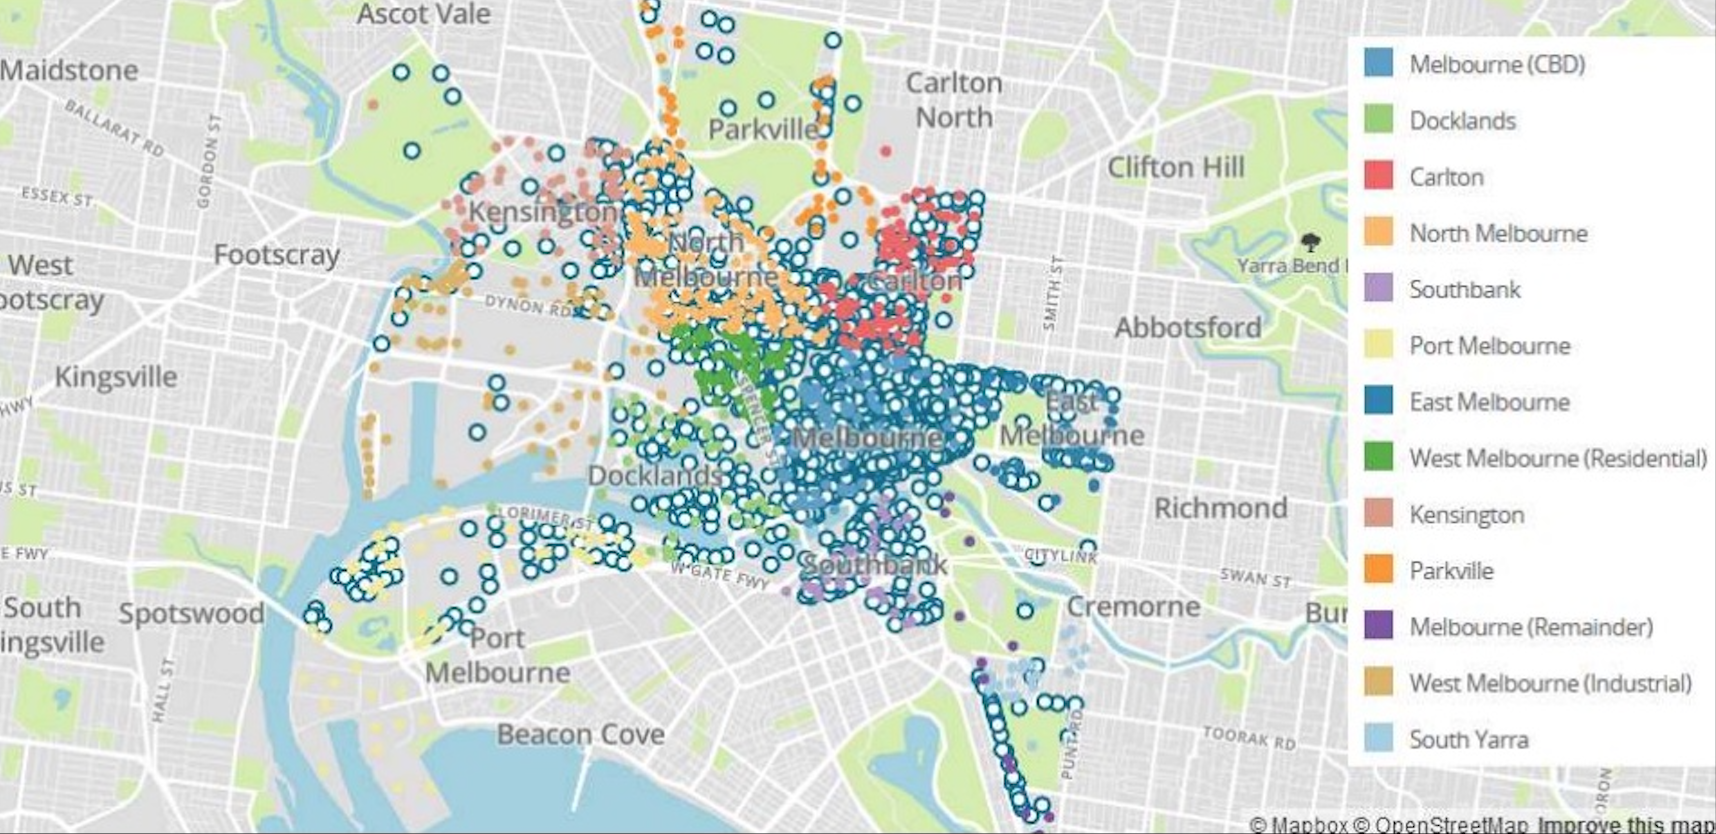 Ascot Vale
Maidstone
BALLARAT RD
GORDON ST
ESSEX ST
Carlton
North
Parkville
Clifton Hill
Kensington
Footscray
West
ootscray
North
Melbourne
Carlton
Yarra Bend
DYNON RD
SMITH ST
Abbotsford
Kingsville
HWY
SPENCER ST
East
Melbourne
Melbourne
Docklands
IS ST
LORIMER ST
Richmond
E FWY
W GATE FWY
Southbank
CITYLINK
SWAN ST
South
ingsville
Spotswood
Cremorne
Bur
Port
Melbourne
HALL ST
Beacon Cove
PUNT RD
TOORAK RD
ORON
Melbourne (CBD)
Docklands
Carlton
North Melbourne
Southbank
Port Melbourne
East Melbourne
West Melbourne (Residential)
Kensington
Parkville
Melbourne (Remainder)
West Melbourne (Industrial)
South Yarra
© Mapbox © OpenStreetMap Improve this map